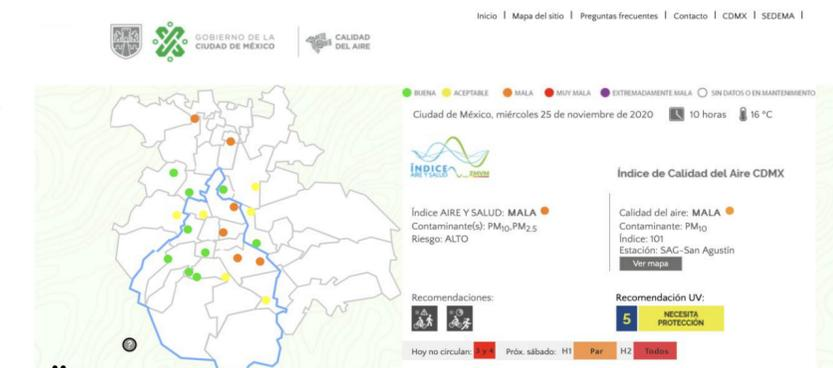 Inicio | Mapa del sitio | Preguntas frecuentes | Contacto | CDMX | SEDEMA |
GOBIERNO DE LA
CIUDAD DE MÉXICO
CALIDAD
DEL AIRE
BUENA ACEPTABLE MALA MUY MALA EXTREMADAMENTE MALA SIN DATOS O EN MANTENIMIENTO
Ciudad de México, miércoles 25 de noviembre de 2020 10 horas 16 °C
ÍNDICE
AIRE Y SALUD ZMVM
Índice de Calidad del Aire CDMX
Índice AIRE Y SALUD: MALA
Contaminante(s): PM10,PM2.5
Riesgo: ALTO
Calidad del aire: MALA
Contaminante: PM10
Índice: 101
Estación: SAG-San Agustín
Ver mapa
Recomendaciones:
Recomendación UV:
5 NECESITA
PROTECCIÓN
?
Hoy no circulan: 3 y 4 Próx. sábado: H1 Par H2 Todos